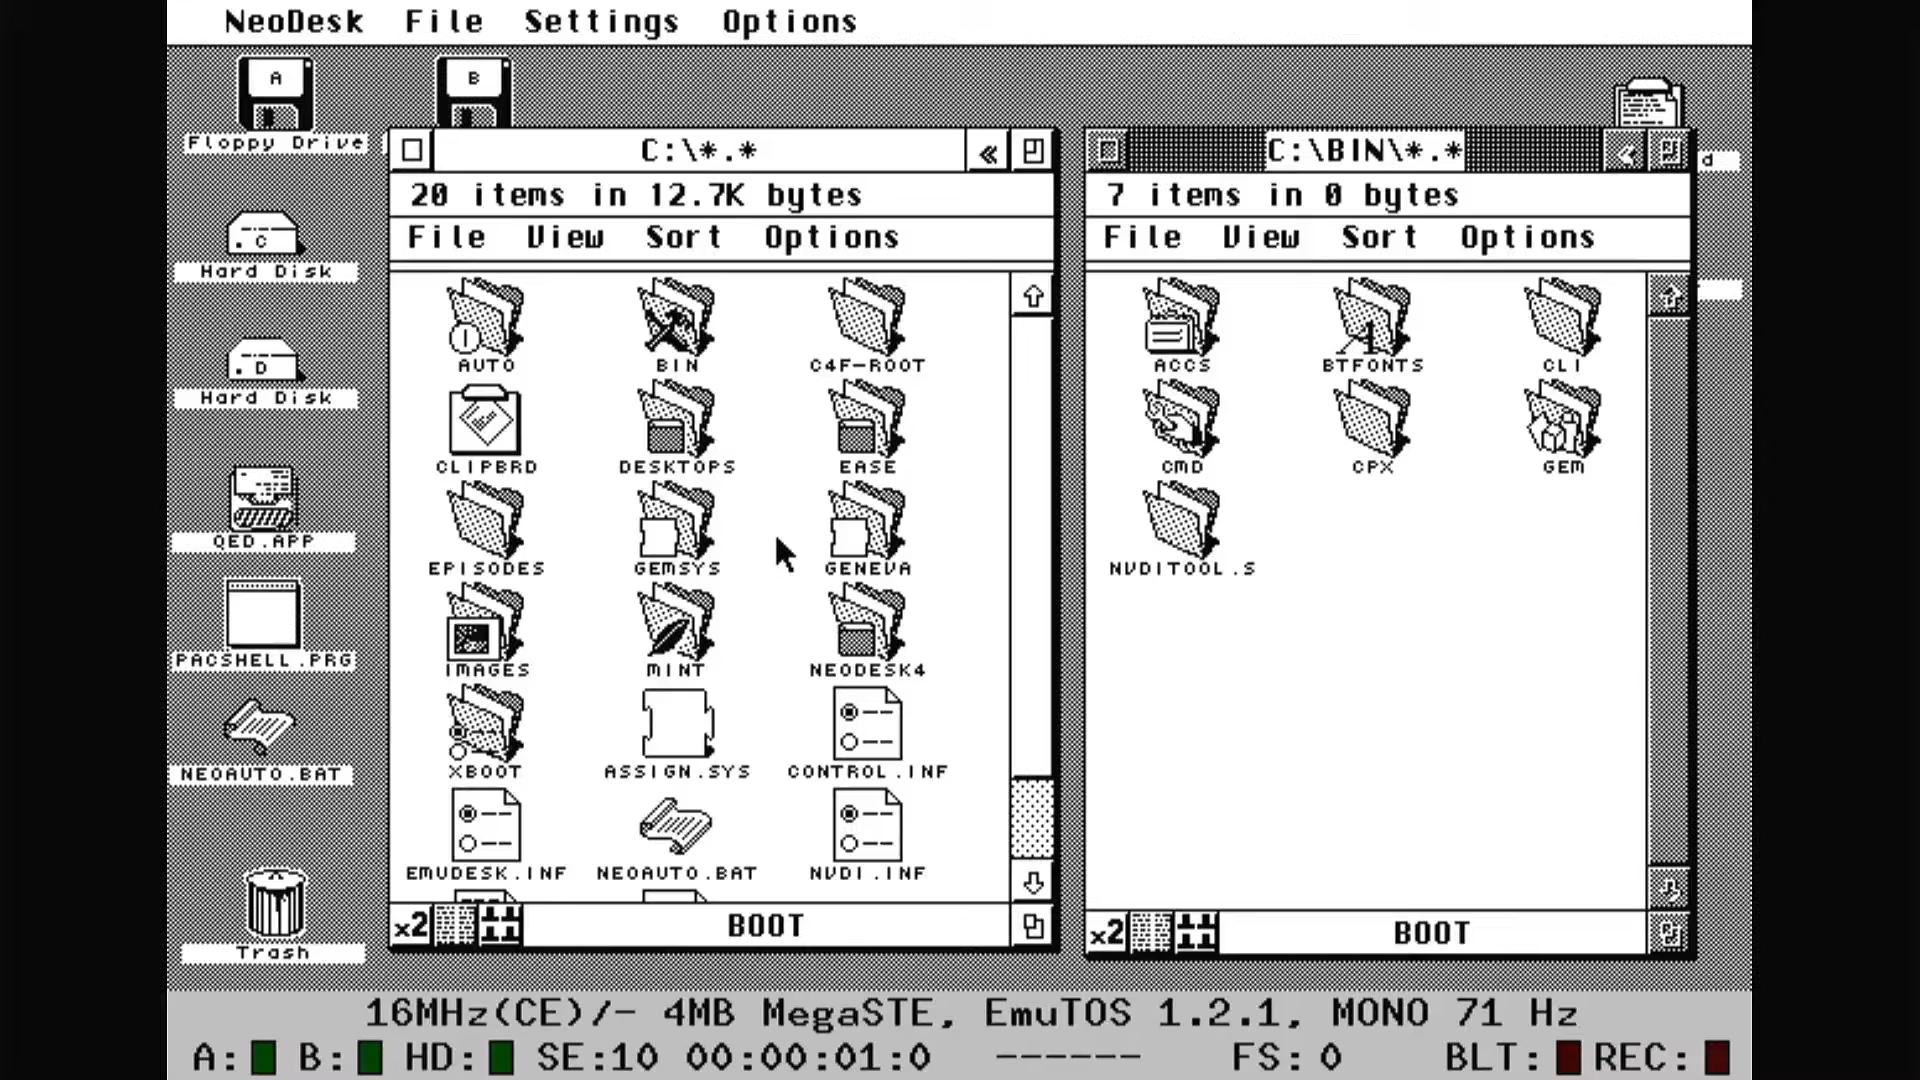 NeoDesk File Settings Options
A
B
Floppy Drive
C:\*.*
C:\BIN\*.*
d
20 items in 12.7K bytes
7 items in 0 bytes
File View Sort Options
File View Sort Options
C
Hard Disk
D
Hard Disk
QED.APP
PACSHELL.PRG
NEOAUTO.BAT
Trash
AUTO BIN C4F-ROOT
CLIPBRD DESKTOPS EASE
EPISODES GEMSYS GENEVA
IMAGES MINT NEODESK4
XBOOT ASSIGN.SYS CONTROL.INF
EMUDESK.INF NEOAUTO.BAT NVDI.INF
x2 BOOT
ACCS BTFONTS CLI
CMD CPX GEM
NVDITOOL.S
x2 BOOT
16MHz(CE)/- 4MB MegaSTE, EmuTOS 1.2.1, MONO 71 Hz
A: B: HD: SE:10 00:00:01:0 ------ FS: 0 BLT: REC: